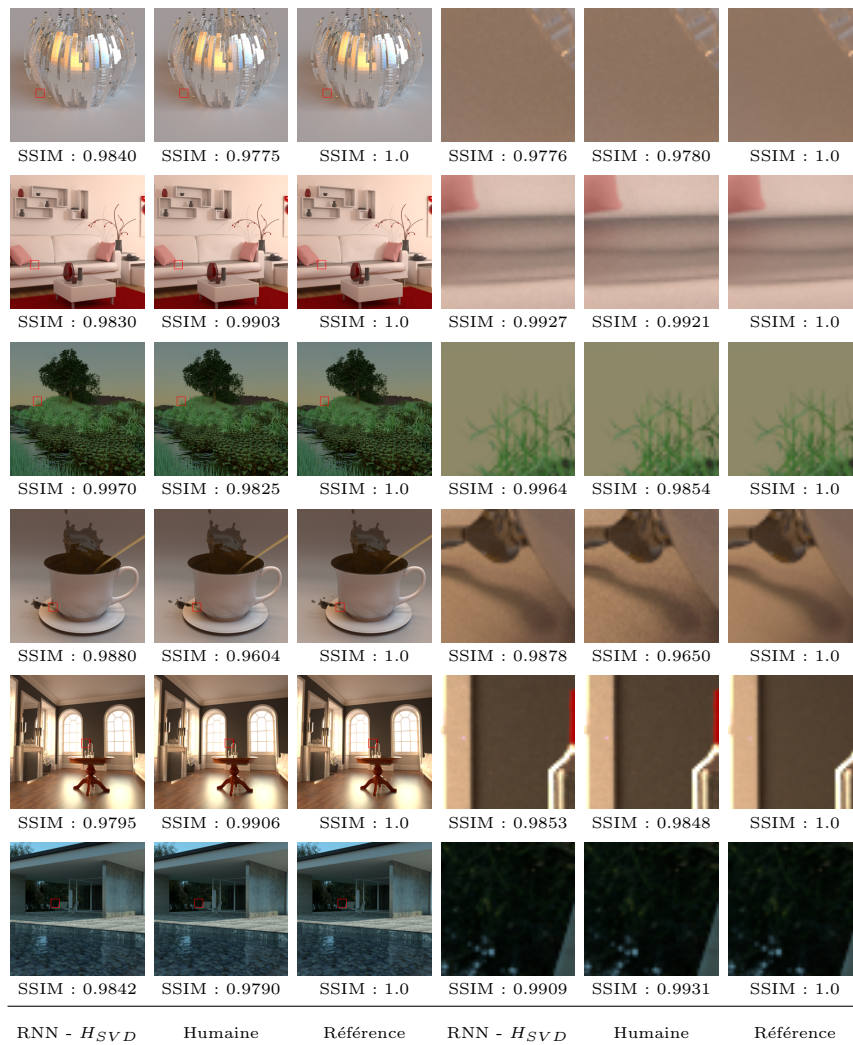 SSIM : 0.9840 SSIM : 0.9775 SSIM : 1.0 SSIM : 0.9776 SSIM : 0.9780 SSIM : 1.0
SSIM : 0.9830 SSIM : 0.9903 SSIM : 1.0 SSIM : 0.9927 SSIM : 0.9921 SSIM : 1.0
SSIM : 0.9970 SSIM : 0.9825 SSIM : 1.0 SSIM : 0.9964 SSIM : 0.9854 SSIM : 1.0
SSIM : 0.9880 SSIM : 0.9604 SSIM : 1.0 SSIM : 0.9878 SSIM : 0.9650 SSIM : 1.0
SSIM : 0.9795 SSIM : 0.9906 SSIM : 1.0 SSIM : 0.9853 SSIM : 0.9848 SSIM : 1.0
SSIM : 0.9842 SSIM : 0.9790 SSIM : 1.0 SSIM : 0.9909 SSIM : 0.9931 SSIM : 1.0
RNN - H_SVD Humaine Référence RNN - H_SVD Humaine Référence